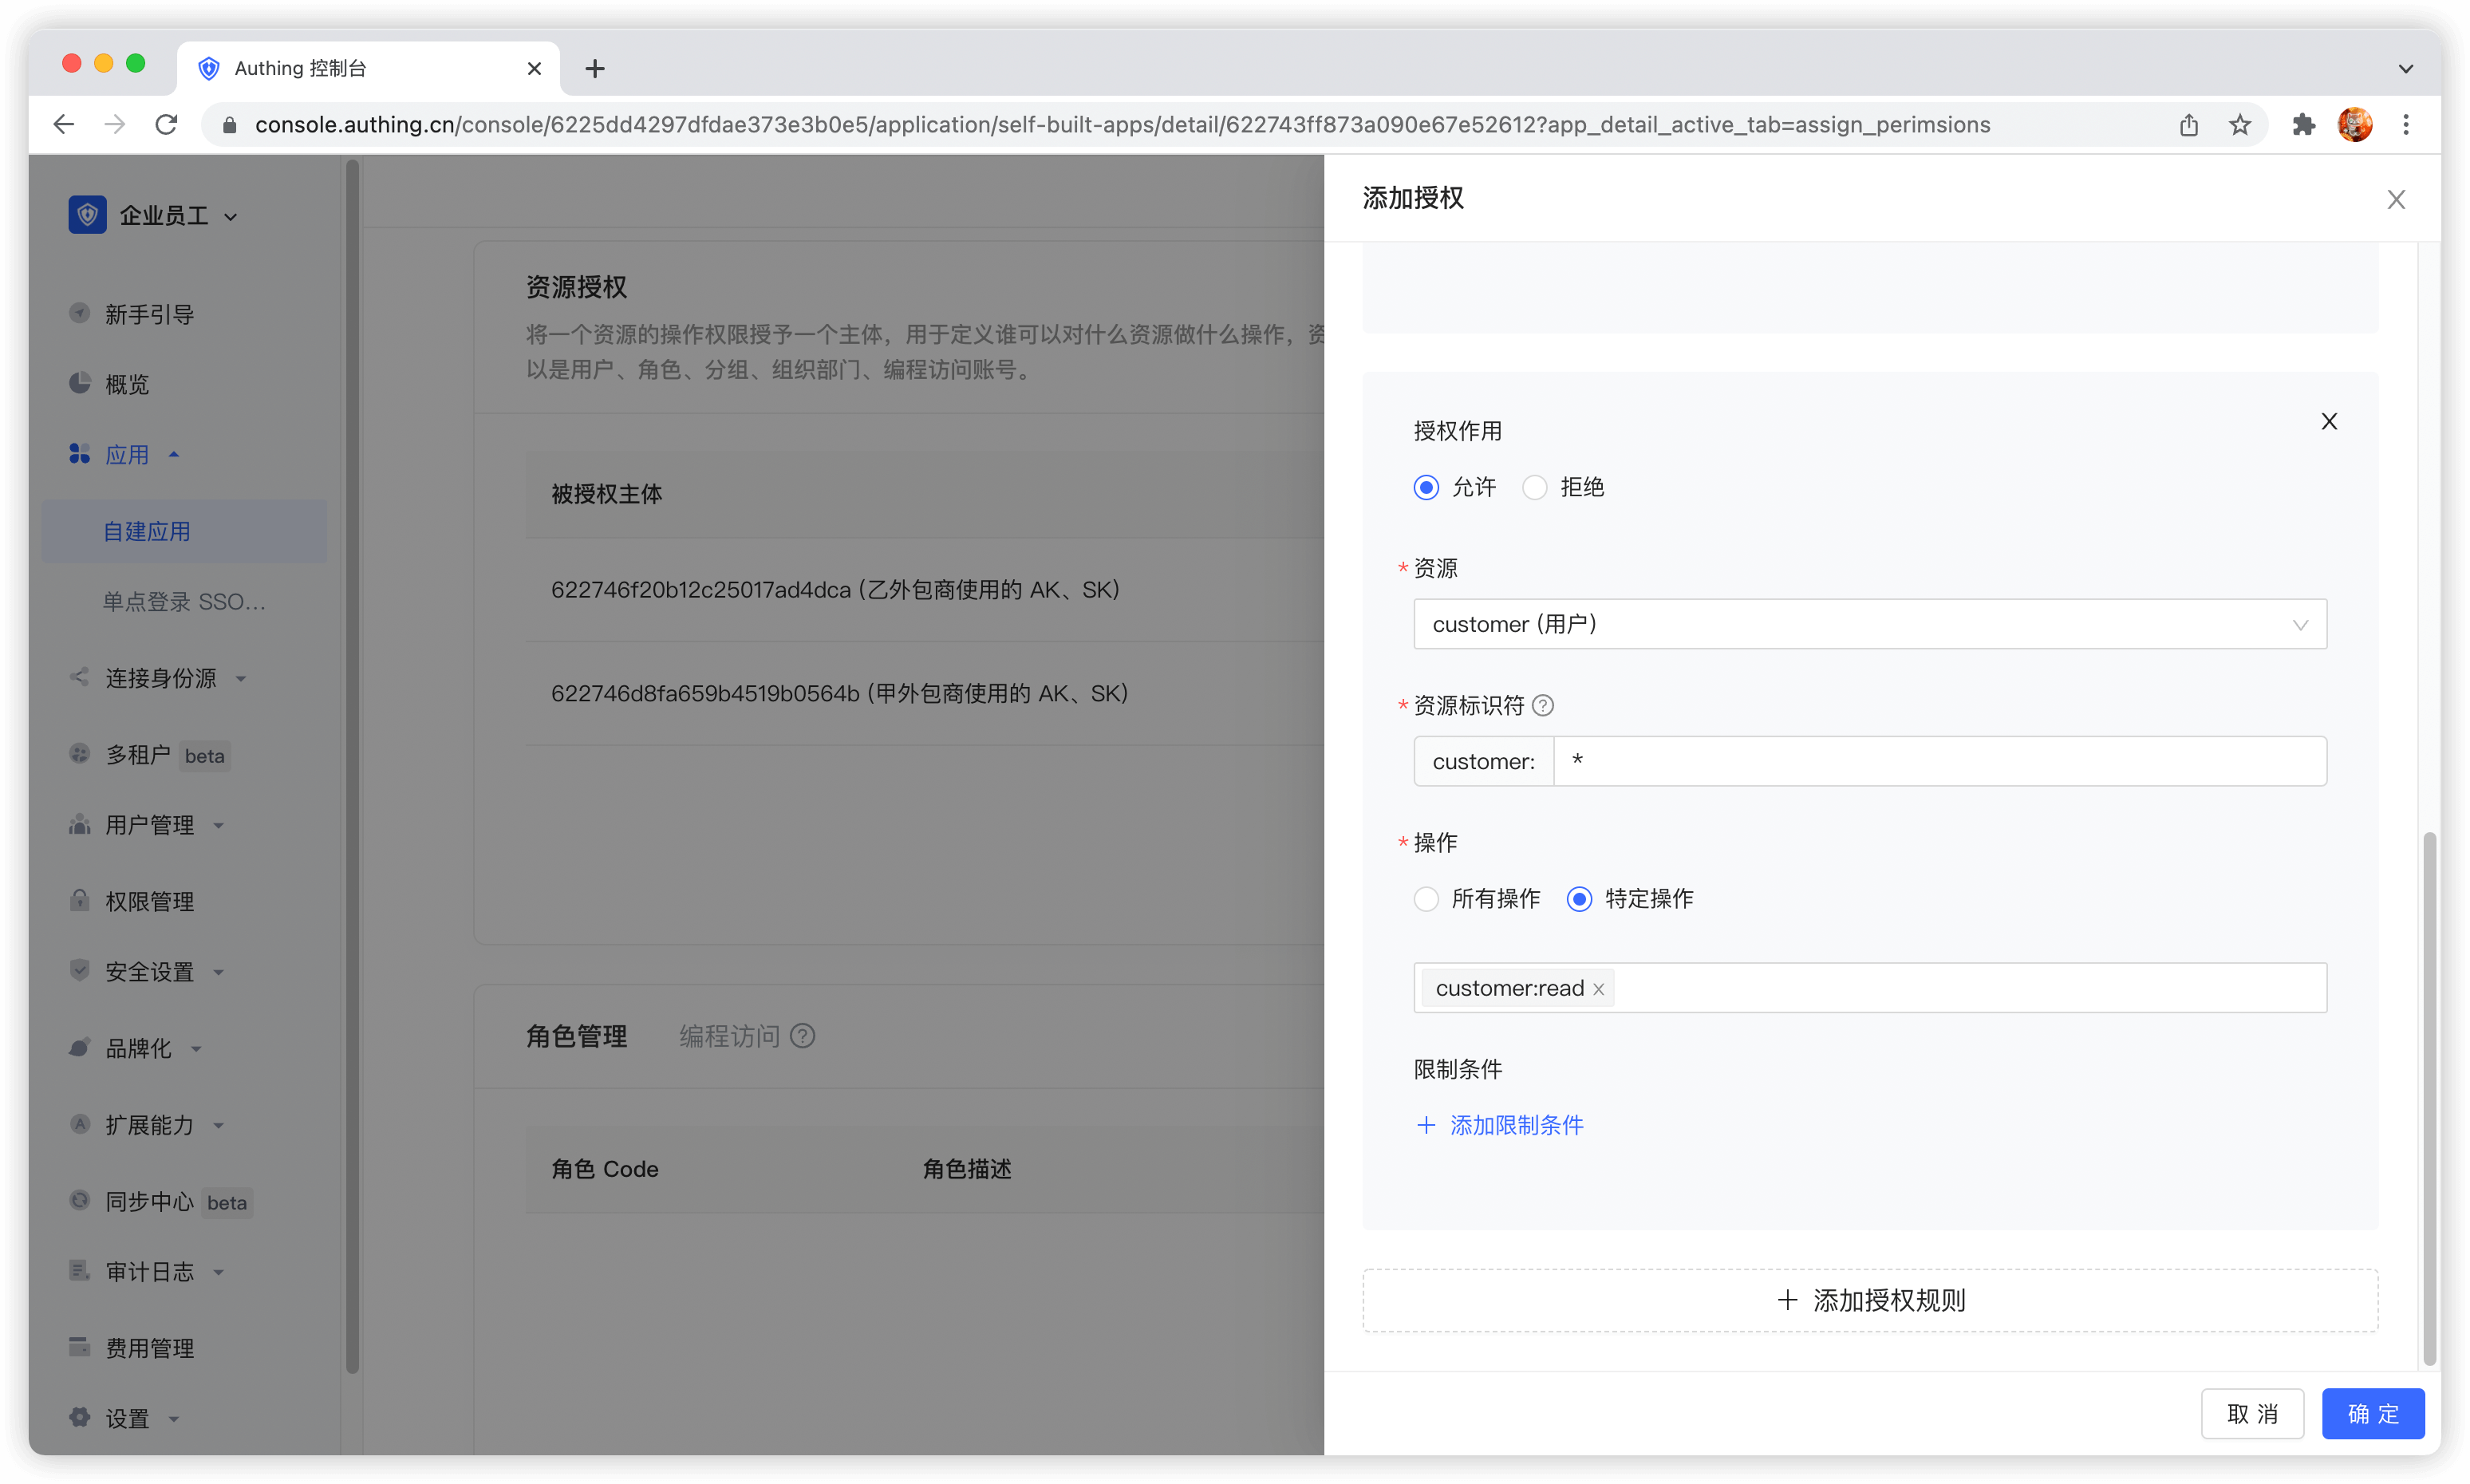 Authing 控制台
console.authing.cn/console/6225dd4297dfdae373e3b0e5/application/self-built-apps/detail/622743ff873a090e67e52612?app_detail_active_tab=assign_perimsions
企业员工
新手引导
概览
应用
自建应用
单点登录 SSO...
连接身份源
多租户 beta
用户管理
权限管理
安全设置
品牌化
扩展能力
同步中心 beta
审计日志
费用管理
设置
资源授权
将一个资源的操作权限授予一个主体，用于定义谁可以对什么资源做什么操作，资
以是用户、角色、分组、组织部门、编程访问账号。
被授权主体
622746f20b12c25017ad4dca (乙外包商使用的 AK、SK)
622746d8fa659b4519b0564b (甲外包商使用的 AK、SK)
角色管理 编程访问 ?
角色 Code 角色描述
添加授权
授权作用
允许 拒绝
* 资源
customer (用户)
* 资源标识符 ?
customer: *
* 操作
所有操作 特定操作
customer:read
限制条件
+ 添加限制条件
+ 添加授权规则
取 消 确 定